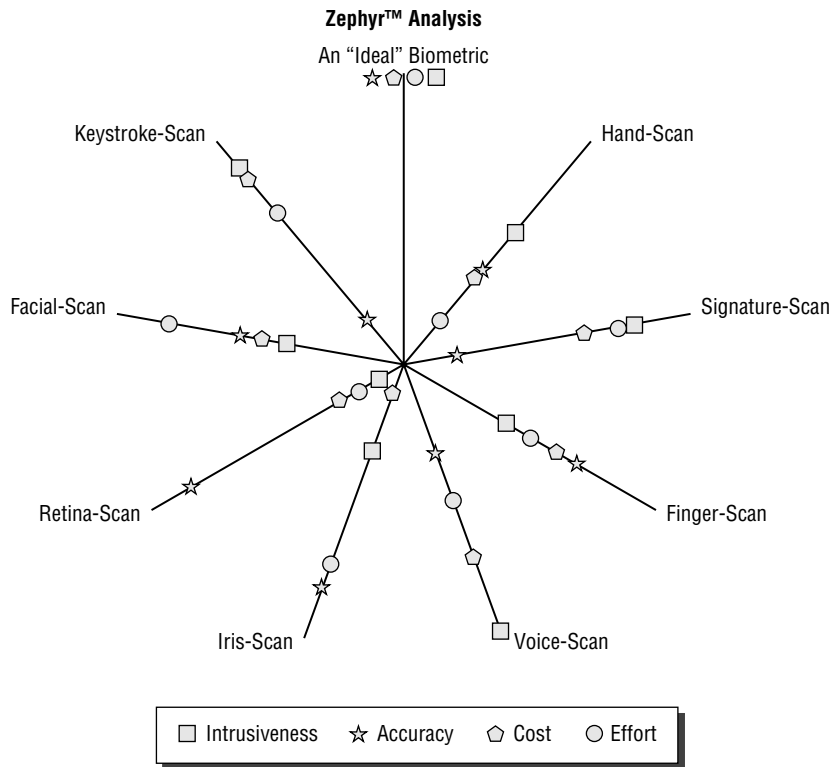 Zephyr™ Analysis
An “Ideal” Biometric
Keystroke-Scan
Hand-Scan
Facial-Scan
Signature-Scan
Retina-Scan
Finger-Scan
Iris-Scan
Voice-Scan
Intrusiveness Accuracy Cost Effort